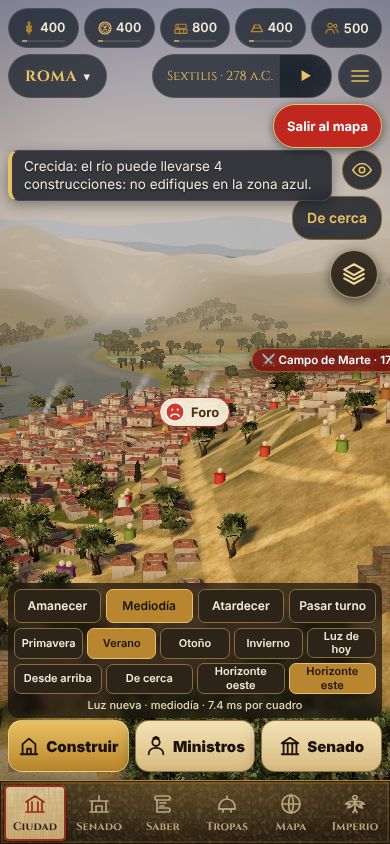 400
400
800
400
500
ROMA ▾
SEXTILIS · 278 A.C.
Salir al mapa
Crecida: el río puede llevarse 4
construcciones: no edifiques en la zona azul.
De cerca
Campo de Marte · 17
Foro
Amanecer
Mediodía
Atardecer
Pasar turno
Primavera
Verano
Otoño
Invierno
Luz de
hoy
Desde arriba
De cerca
Horizonte
oeste
Horizonte
este
Luz nueva · mediodía · 7.4 ms por cuadro
Construir
Ministros
Senado
CIUDAD
SENADO
SABER
TROPAS
MAPA
IMPERIO